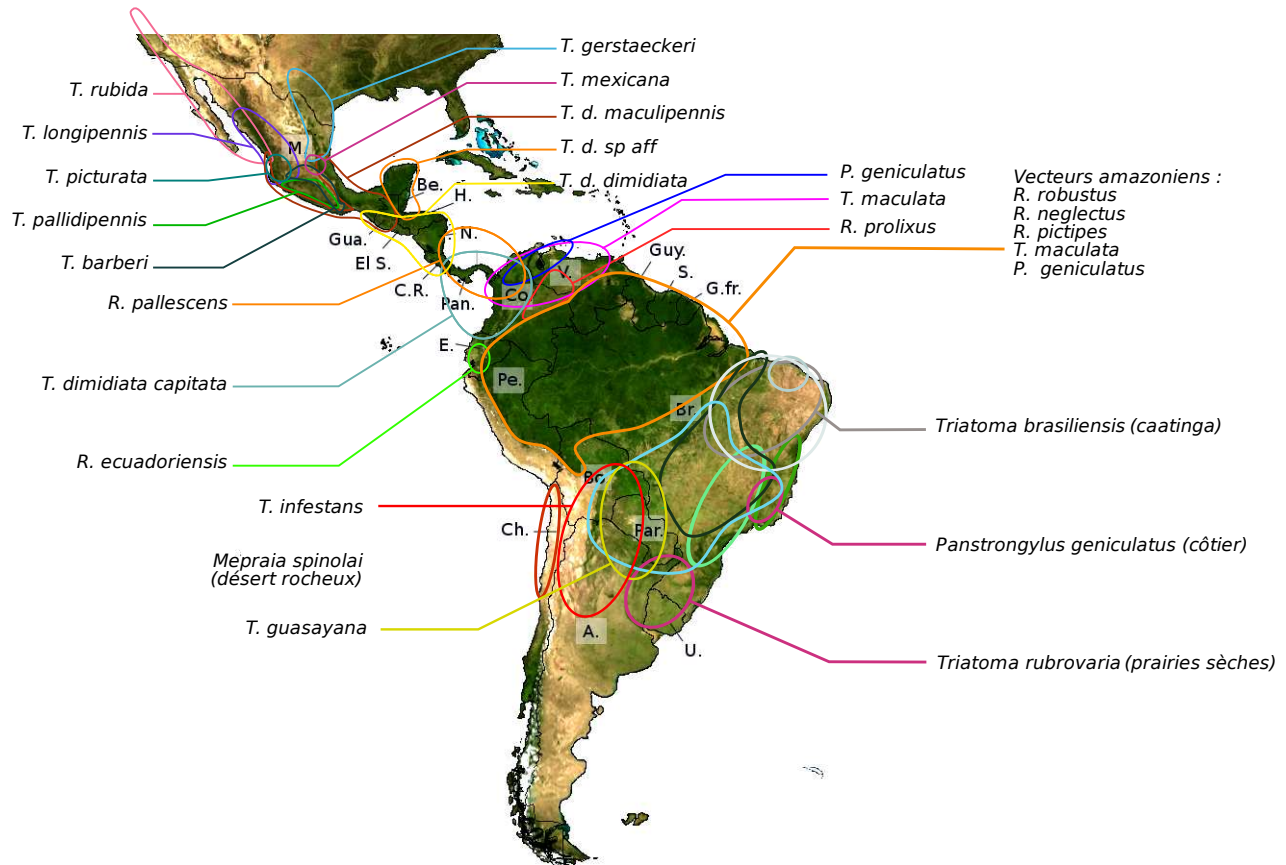 T. gerstaeckeri
T. mexicana
T. d. maculipennis
T. d. sp aff
T. d. dimidiata
T. rubida
T. longipennis
T. picturata
T. pallidipennis
T. barberi
R. pallescens
T. dimidiata capitata
R. ecuadoriensis
T. infestans
Mepraia spinolai
(désert rocheux)
T. guasayana
P. geniculatus
T. maculata
R. prolixus
Vecteurs amazoniens :
R. robustus
R. neglectus
R. pictipes
T. maculata
P. geniculatus
Triatoma brasiliensis (caatinga)
Panstrongylus geniculatus (côtier)
Triatoma rubrovaria (prairies sèches)
M.
Be.
H.
Gua.
El S.
N.
C.R.
Pan.
Co
V.
Guy.
S.
G.fr.
E.
Pe.
Br.
Bo.
Par.
Ch.
A.
U.